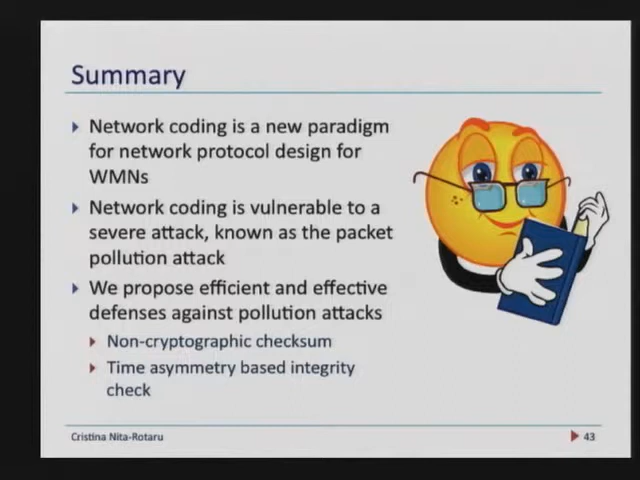 Summary
Network coding is a new paradigm
for network protocol design for
WMNs
Network coding is vulnerable to a
severe attack, known as the packet
pollution attack
We propose efficient and effective
defenses against pollution attacks
Non-cryptographic checksum
Time asymmetry based integrity
check
Cristina Nita-Rotaru
43